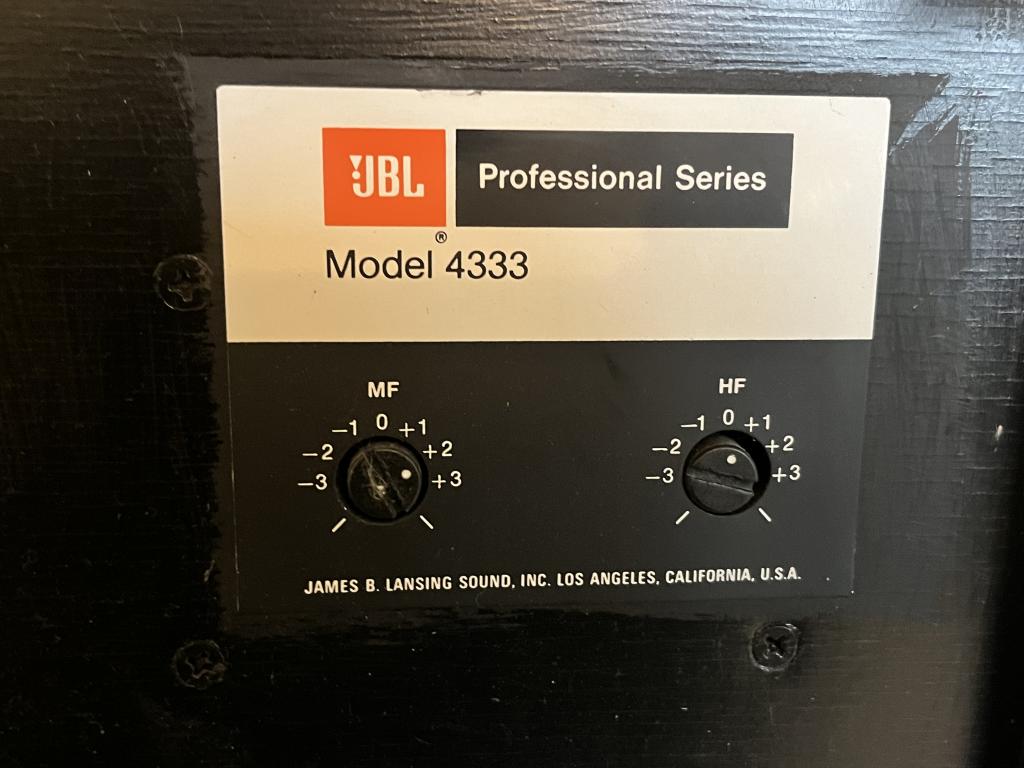 JBL Professional Series
®
Model 4333
MF HF
−1 0 +1 −1 0 +1
−2 +2 −2 +2
−3 +3 −3 +3
JAMES B. LANSING SOUND, INC. LOS ANGELES, CALIFORNIA, U.S.A.